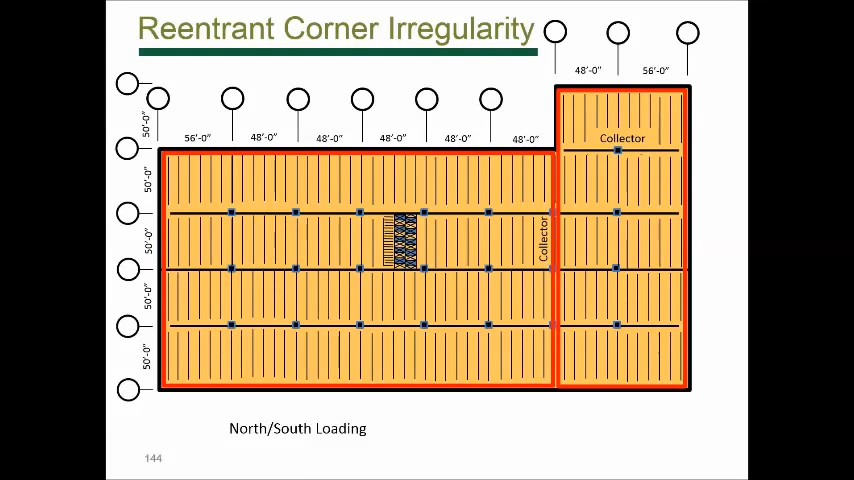 Reentrant Corner Irregularity
48'-0" 56'-0"
56'-0" 48'-0" 48'-0" 48'-0" 48'-0" 48'-0"
50'-0"
50'-0"
50'-0"
50'-0"
50'-0"
Collector
Collector
North/South Loading
144